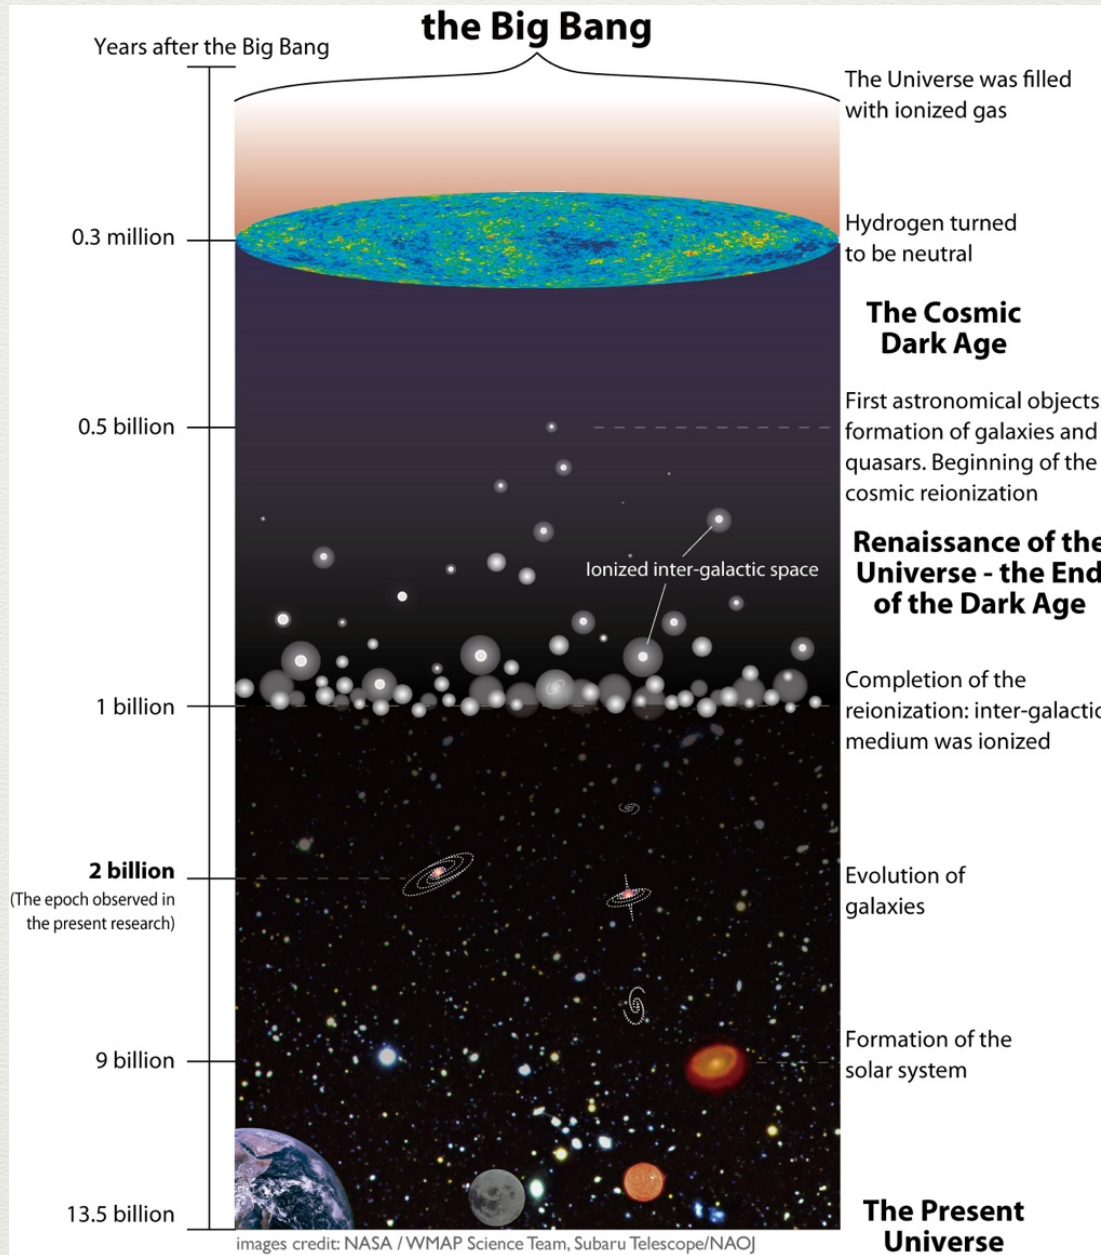 the Big Bang
Years after the Big Bang
The Universe was filled
with ionized gas
0.3 million
Hydrogen turned
to be neutral
The Cosmic
Dark Age
0.5 billion
First astronomical objects:
formation of galaxies and
quasars. Beginning of the
cosmic reionization
Renaissance of the
Universe - the End
of the Dark Age
Ionized inter-galactic space
1 billion
Completion of the
reionization: inter-galactic
medium was ionized
2 billion
(The epoch observed in
the present research)
Evolution of
galaxies
9 billion
Formation of the
solar system
13.5 billion
The Present
Universe
images credit: NASA / WMAP Science Team, Subaru Telescope/NAOJ